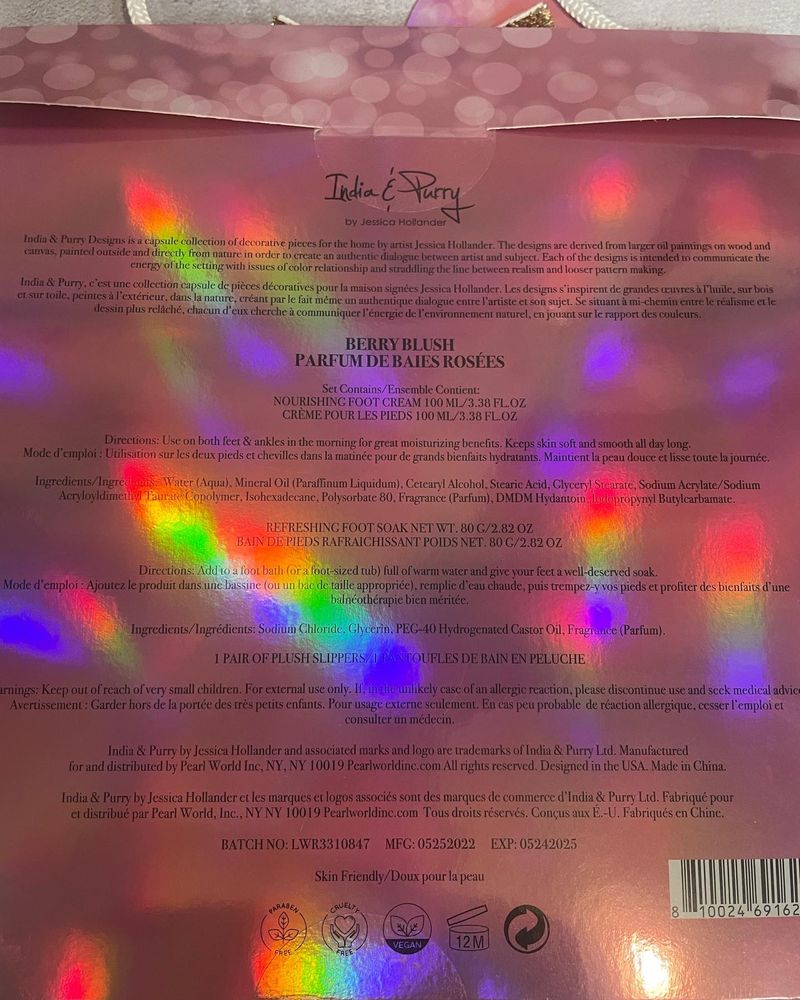 India & Purry
by Jessica Hollander
India & Purry Designs is a capsule collection of decorative pieces for the home by artist Jessica Hollander. The designs are derived from larger oil paintings on wood and
canvas, painted outside and directly from nature in order to create an authentic dialogue between artist and subject. Each of the designs is intended to communicate the
energy of the setting with issues of color relationship and straddling the line between realism and looser pattern making.
India & Purry, c'est une collection capsule de pièces décoratives pour la maison signées Jessica Hollander. Les designs s'inspirent de grandes œuvres à l'huile, sur bois
et sur toile, peintes à l'extérieur, dans la nature, créant par le fait même un authentique dialogue entre l'artiste et son sujet. Se situant à mi-chemin entre le réalisme et le
dessin plus relâché, chacun d'eux cherche à communiquer l'énergie de l'environnement naturel, en jouant sur le rapport des couleurs.
BERRY BLUSH
PARFUM DE BAIES ROSÉES
Set Contains/Ensemble Contient:
NOURISHING FOOT CREAM 100 ML/3.38 FL.OZ
CRÈME POUR LES PIEDS 100 ML/3.38 FL.OZ
Directions: Use on both feet & ankles in the morning for great moisturizing benefits. Keeps skin soft and smooth all day long.
Mode d'emploi : Utilisation sur les deux pieds et chevilles dans la matinée pour de grands bienfaits hydratants. Maintient la peau douce et lisse toute la journée.
Ingredients/Ingrédients: Water (Aqua), Mineral Oil (Paraffinum Liquidum), Cetearyl Alcohol, Stearic Acid, Glyceryl Stearate, Sodium Acrylate/Sodium
Acryloyldimethyl Taurate Copolymer, Isohexadecane, Polysorbate 80, Fragrance (Parfum), DMDM Hydantoin, Iodopropynyl Butylcarbamate.
REFRESHING FOOT SOAK NET WT. 80 G/2.82 OZ
BAIN DE PIEDS RAFRAICHISSANT POIDS NET. 80 G/2.82 OZ
Directions: Add to a foot bath (or a foot-sized tub) full of warm water and give your feet a well-deserved soak.
Mode d'emploi : Ajoutez le produit dans une bassine (ou un bac de taille appropriée), remplie d'eau chaude, puis trempez-y vos pieds et profiter des bienfaits d'une
balnéothérapie bien méritée.
Ingredients/Ingrédients: Sodium Chloride, Glycerin, PEG-40 Hydrogenated Castor Oil, Fragrance (Parfum).
1 PAIR OF PLUSH SLIPPERS/1 PANTOUFLES DE BAIN EN PELUCHE
arnings: Keep out of reach of very small children. For external use only. If, in the unlikely case of an allergic reaction, please discontinue use and seek medical advice
Avertissement : Garder hors de la portée des très petits enfants. Pour usage externe seulement. En cas peu probable de réaction allergique, cesser l'emploi et
consulter un médecin.
India & Purry by Jessica Hollander and associated marks and logo are trademarks of India & Purry Ltd. Manufactured
for and distributed by Pearl World Inc, NY, NY 10019 Pearlworldinc.com All rights reserved. Designed in the USA. Made in China.
India & Purry by Jessica Hollander et les marques et logos associés sont des marques de commerce d'India & Purry Ltd. Fabriqué pour
et distribué par Pearl World, Inc., NY NY 10019 Pearlworldinc.com Tous droits réservés. Conçus aux É.-U. Fabriqués en Chine.
BATCH NO: LWR3310847 MFG: 05252022 EXP: 05242025
Skin Friendly/Doux pour la peau
PARABEN FREE
CRUELTY FREE
VEGAN
12M
8 10024 69162